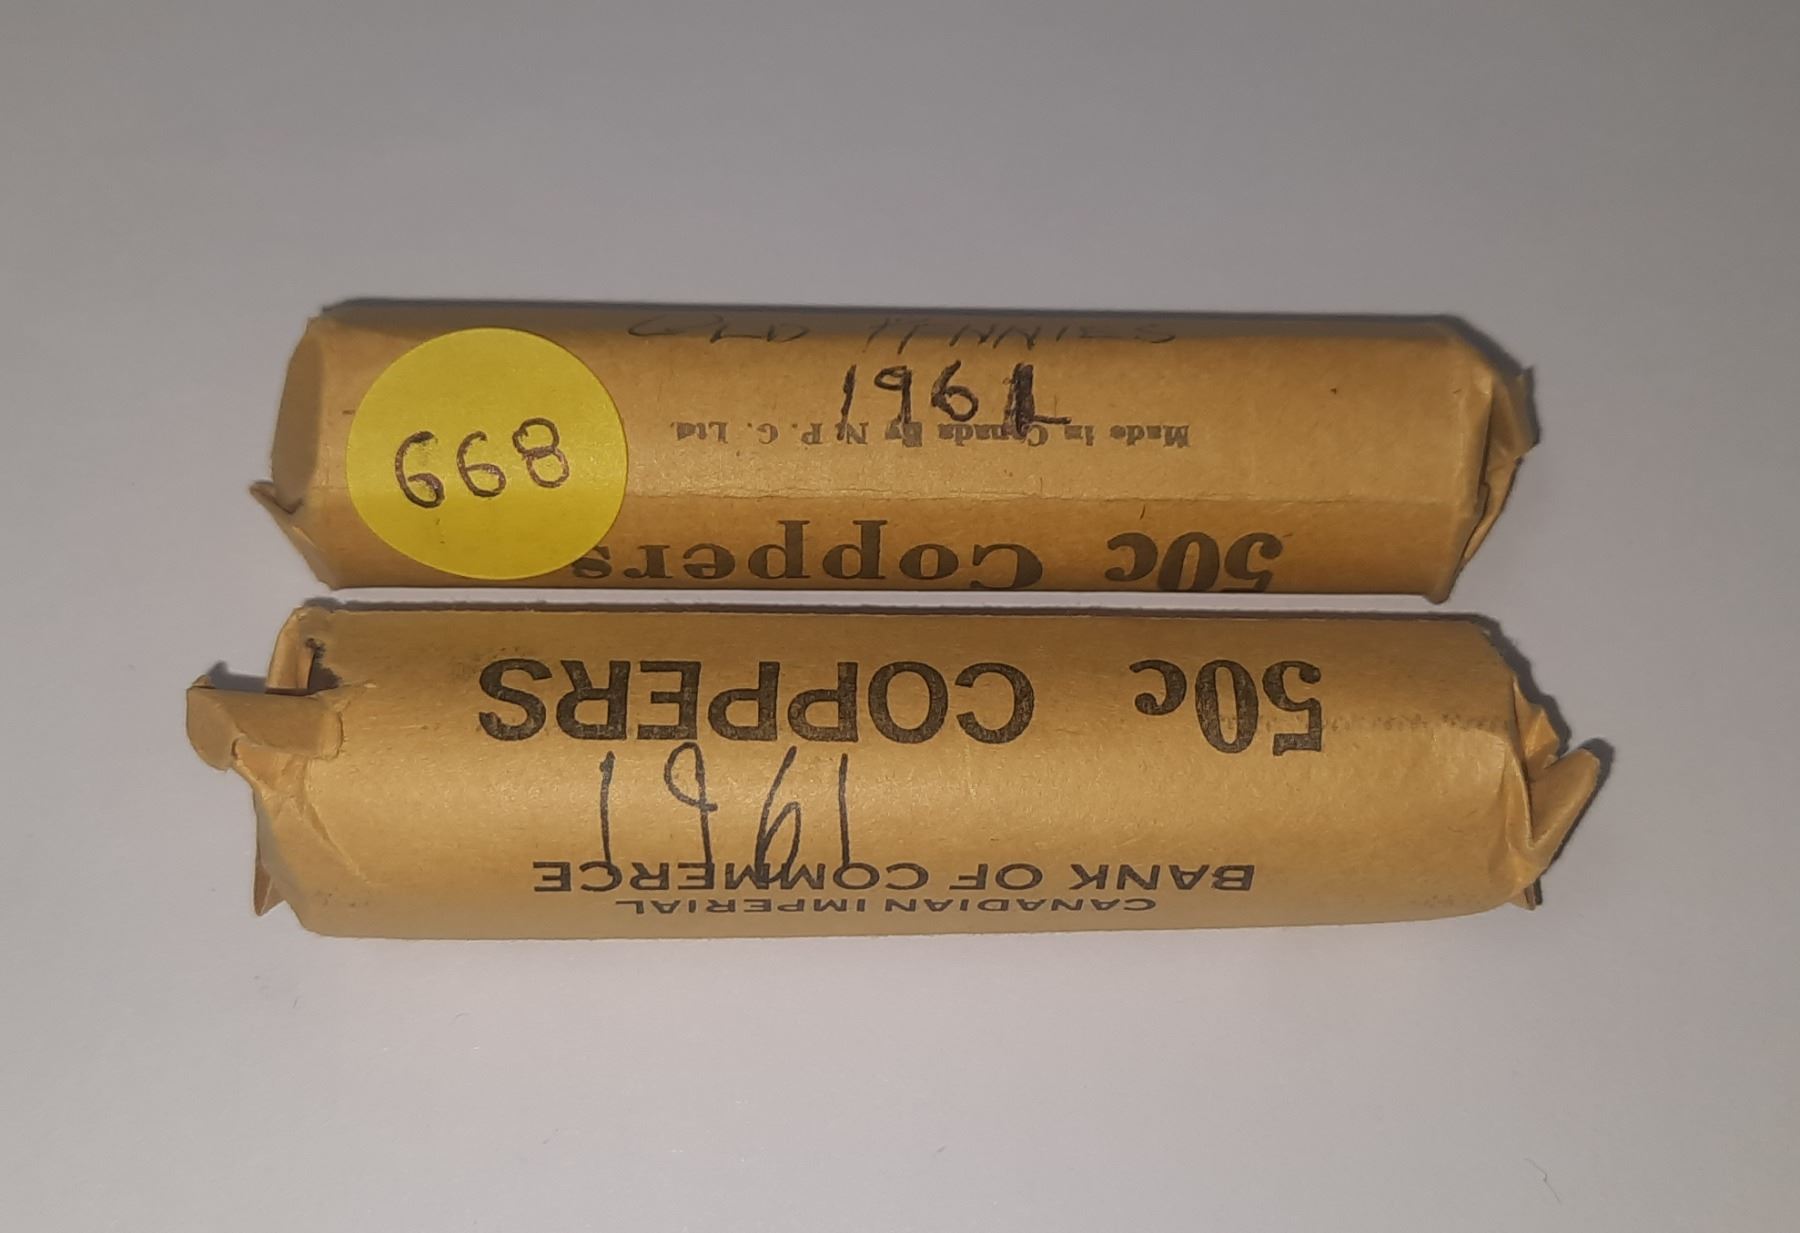 OLD PENNIES
1961
668
Made in Canada By N. P. C. Ltd.
50c Coppers
CANADIAN IMPERIAL
BANK OF COMMERCE
1961
50c COPPERS